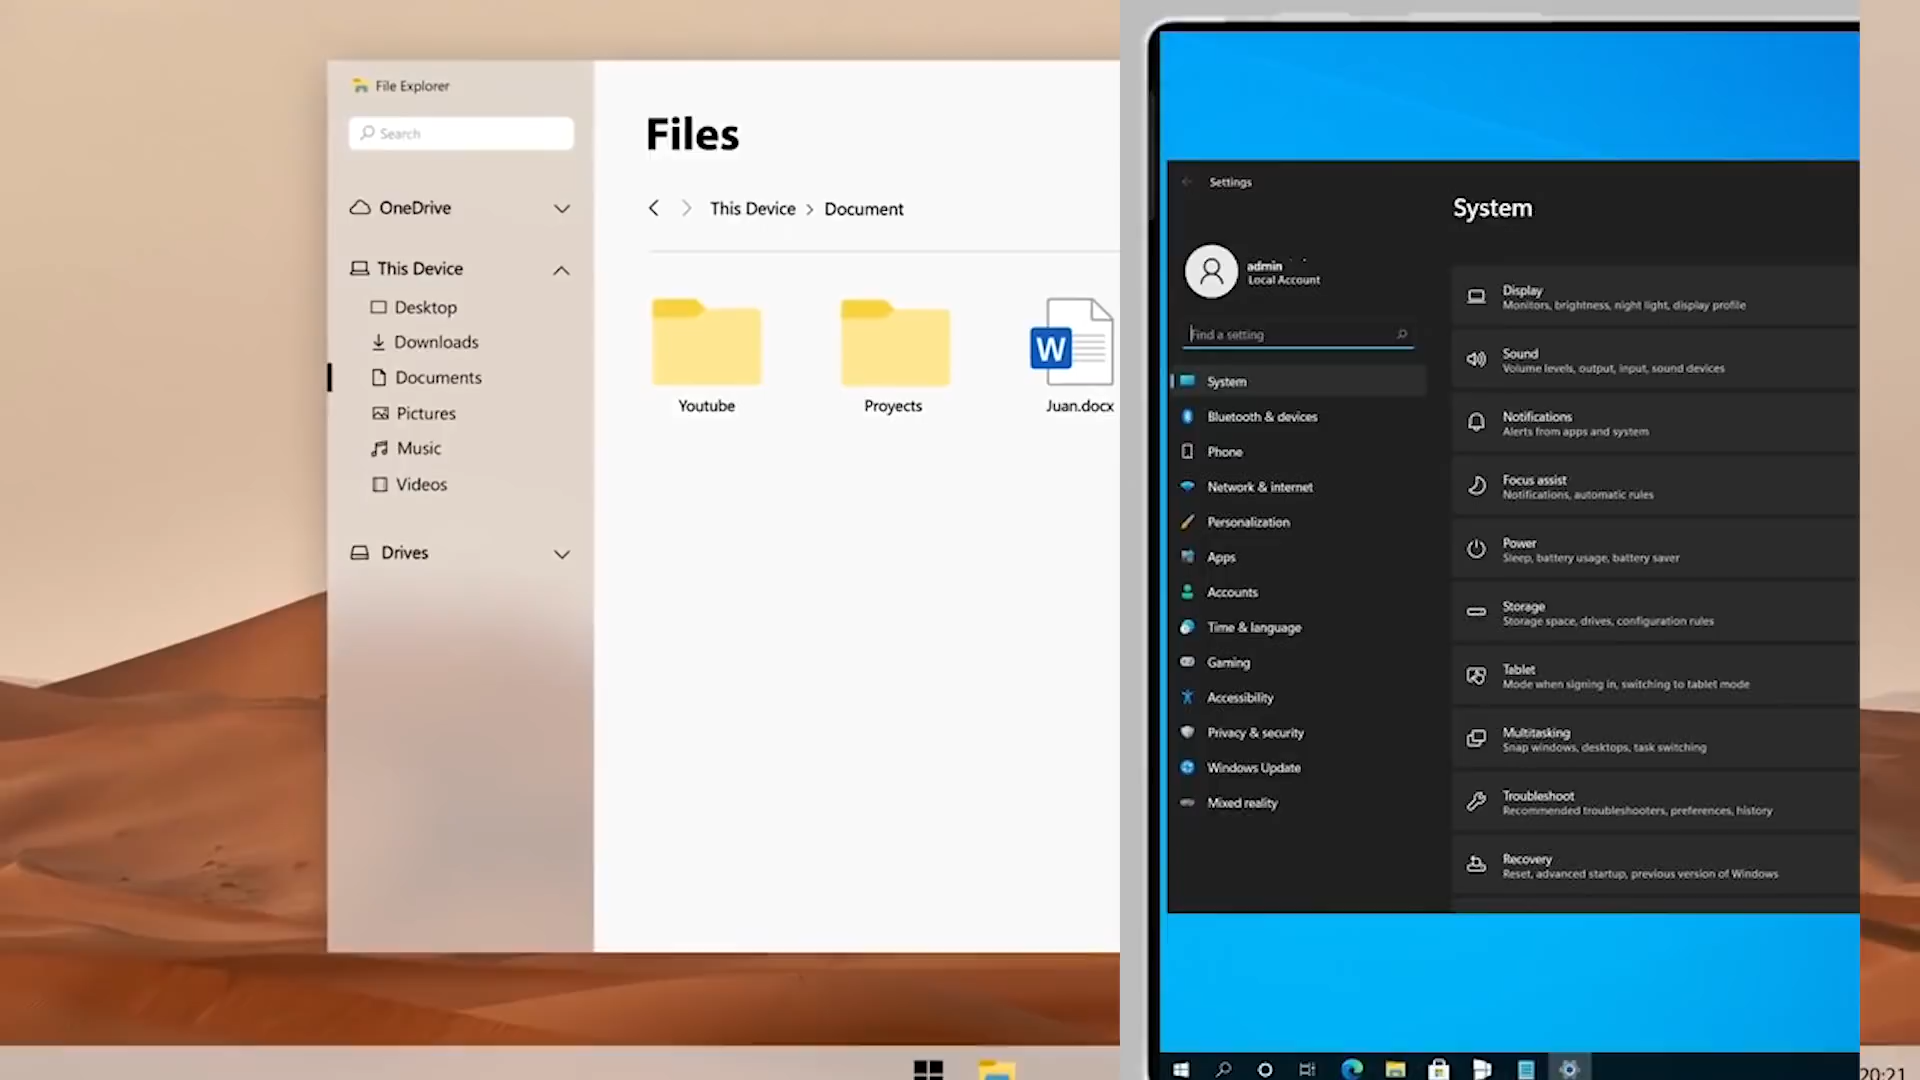 File Explorer
Search
OneDrive
This Device
Desktop
Downloads
Documents
Pictures
Music
Videos
Drives
Files
This Device > Document
Youtube
Proyects
W
Juan.docx
Settings
admin
Local Account
Find a setting
System
Bluetooth & devices
Phone
Network & internet
Personalization
Apps
Accounts
Time & language
Gaming
Accessibility
Privacy & security
Windows Update
Mixed reality
System
Display
Monitors, brightness, night light, display profile
Sound
Volume levels, output, input, sound devices
Notifications
Alerts from apps and system
Focus assist
Notifications, automatic rules
Power
Sleep, battery usage, battery saver
Storage
Storage space, drives, configuration rules
Tablet
Mode when signing in, switching to tablet mode
Multitasking
Snap windows, desktops, task switching
Troubleshoot
Recommended troubleshooters, preferences, history
Recovery
Reset, advanced startup, previous version of Windows
20:21